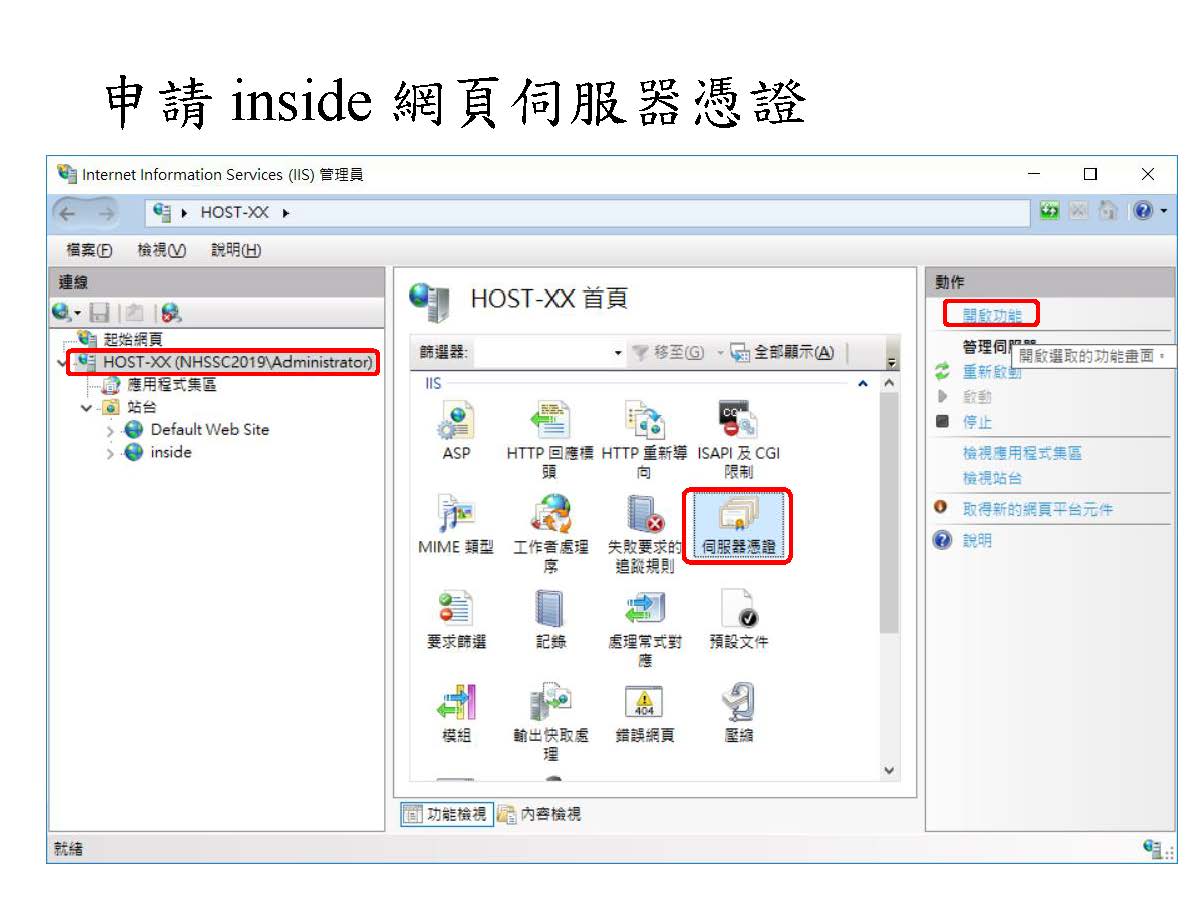 申請 inside 網頁伺服器憑證
Internet Information Services (IIS) 管理員
HOST-XX
檔案(F) 檢視(V) 說明(H)
連線
起始網頁
HOST-XX (NHSSC2019\Administrator)
應用程式集區
站台
Default Web Site
inside
HOST-XX 首頁
篩選器: 移至(G) 全部顯示(A)
IIS
ASP
HTTP 回應標
頭
HTTP 重新導
向
ISAPI 及 CGI
限制
MIME 類型
工作者處理
序
失敗要求的
追蹤規則
伺服器憑證
要求篩選
記錄
處理常式對
應
預設文件
模組
輸出快取處
理
404
錯誤網頁
壓縮
功能檢視 內容檢視
動作
開啟功能
管理伺服器
開啟選取的功能畫面。
重新啟動
啟動
停止
檢視應用程式集區
檢視站台
取得新的網頁平台元件
說明
就緒